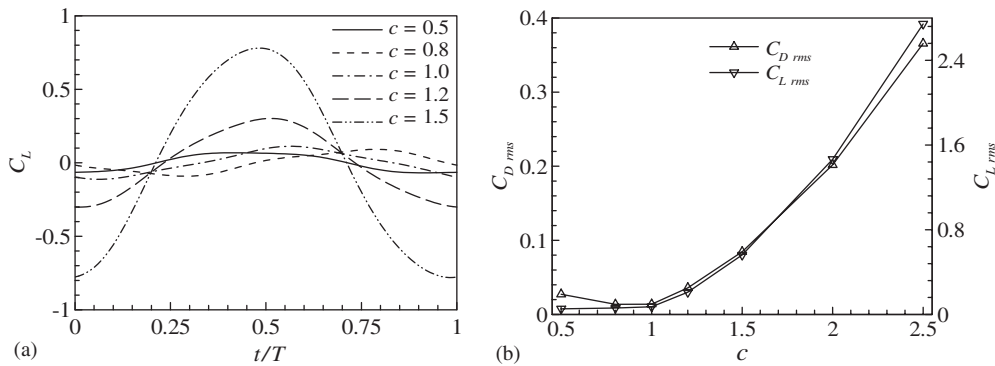 1
0.5
0
-0.5
-1
C_L
c = 0.5
c = 0.8
c = 1.0
c = 1.2
c = 1.5
0
0.25
0.5
0.75
1
t/T
(a)
0.4
0.3
0.2
0.1
0
C_D rms
C_D rms
C_L rms
2.4
1.6
0.8
0
C_L rms
0.5
1
1.5
2
2.5
c
(b)